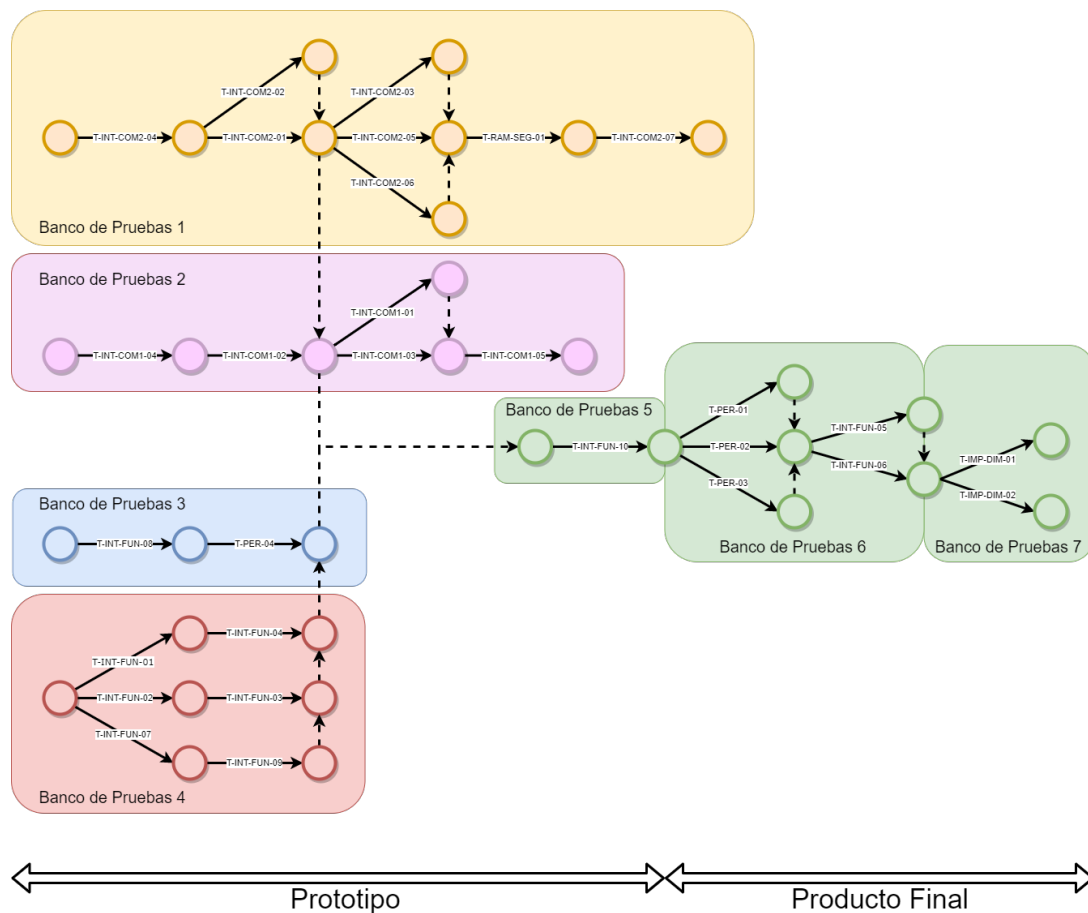 T-INT-COM2-02
T-INT-COM2-03
T-INT-COM2-04
T-INT-COM2-01
T-INT-COM2-05
T-RAM-SEG-01
T-INT-COM2-07
T-INT-COM2-06
Banco de Pruebas 1
Banco de Pruebas 2
T-INT-COM1-01
T-INT-COM1-04
T-INT-COM1-02
T-INT-COM1-03
T-INT-COM1-05
Banco de Pruebas 5
T-INT-FUN-10
T-PER-01
T-PER-02
T-PER-03
T-INT-FUN-05
T-INT-FUN-06
Banco de Pruebas 6
T-IMP-DIM-01
T-IMP-DIM-02
Banco de Pruebas 7
Banco de Pruebas 3
T-INT-FUN-08
T-PER-04
T-INT-FUN-04
T-INT-FUN-01
T-INT-FUN-02
T-INT-FUN-03
T-INT-FUN-07
T-INT-FUN-09
Banco de Pruebas 4
Prototipo
Producto Final